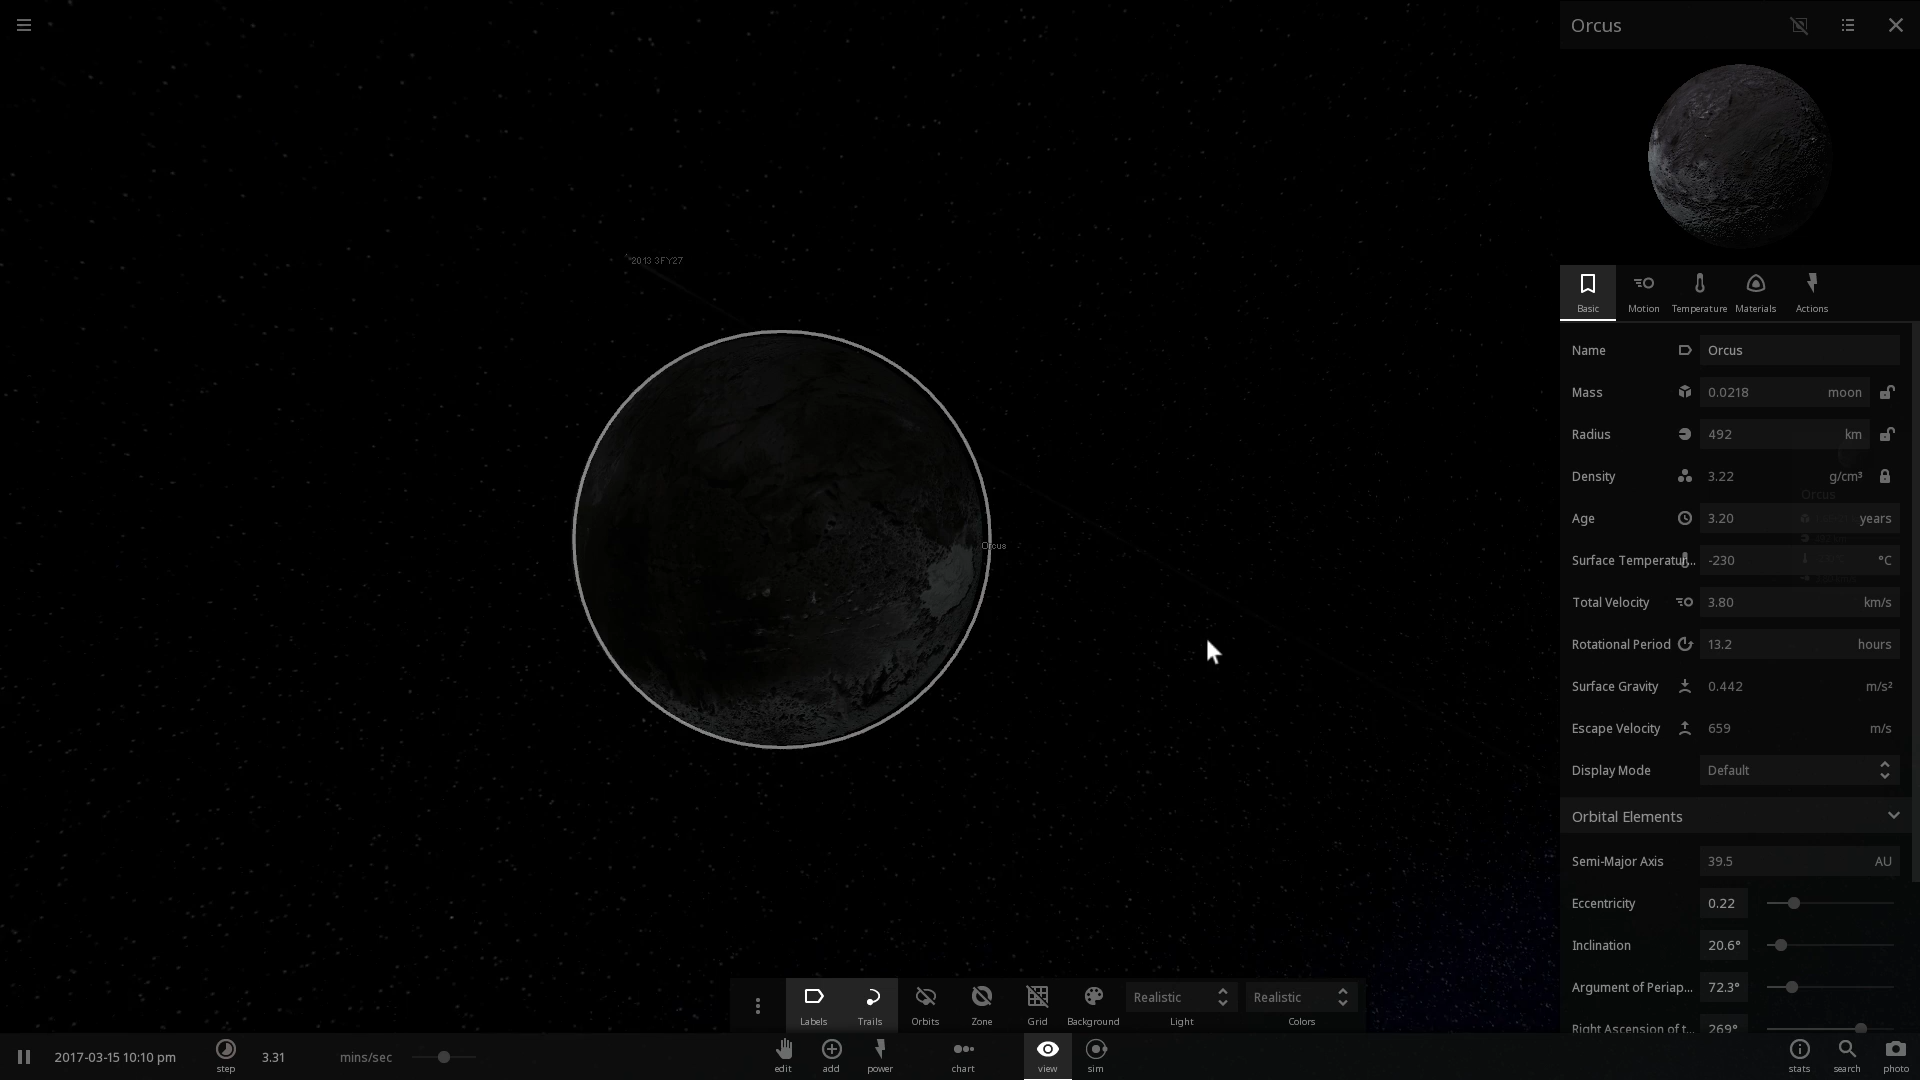 Orcus
2013 3FY27
Orcus
Basic
Motion
Temperature
Materials
Actions
Name Orcus
Mass 0.0218 moon
Radius 492 km
Density 3.22 g/cm³
Orcus
Age 3.20 years
Surface Temperatur... -230 °C
Total Velocity 3.80 km/s
Rotational Period 13.2 hours
Surface Gravity 0.442 m/s²
Escape Velocity 659 m/s
Display Mode Default
Orbital Elements
Semi-Major Axis 39.5 AU
Eccentricity 0.22
Inclination 20.6°
Argument of Periap... 72.3°
Right Ascension of t... 269°
Labels
Trails
Orbits
Zone
Grid
Background
Realistic
Light
Realistic
Colors
2017-03-15 10:10 pm
step
3.31 mins/sec
edit
add
power
chart
view
sim
stats
search
photo